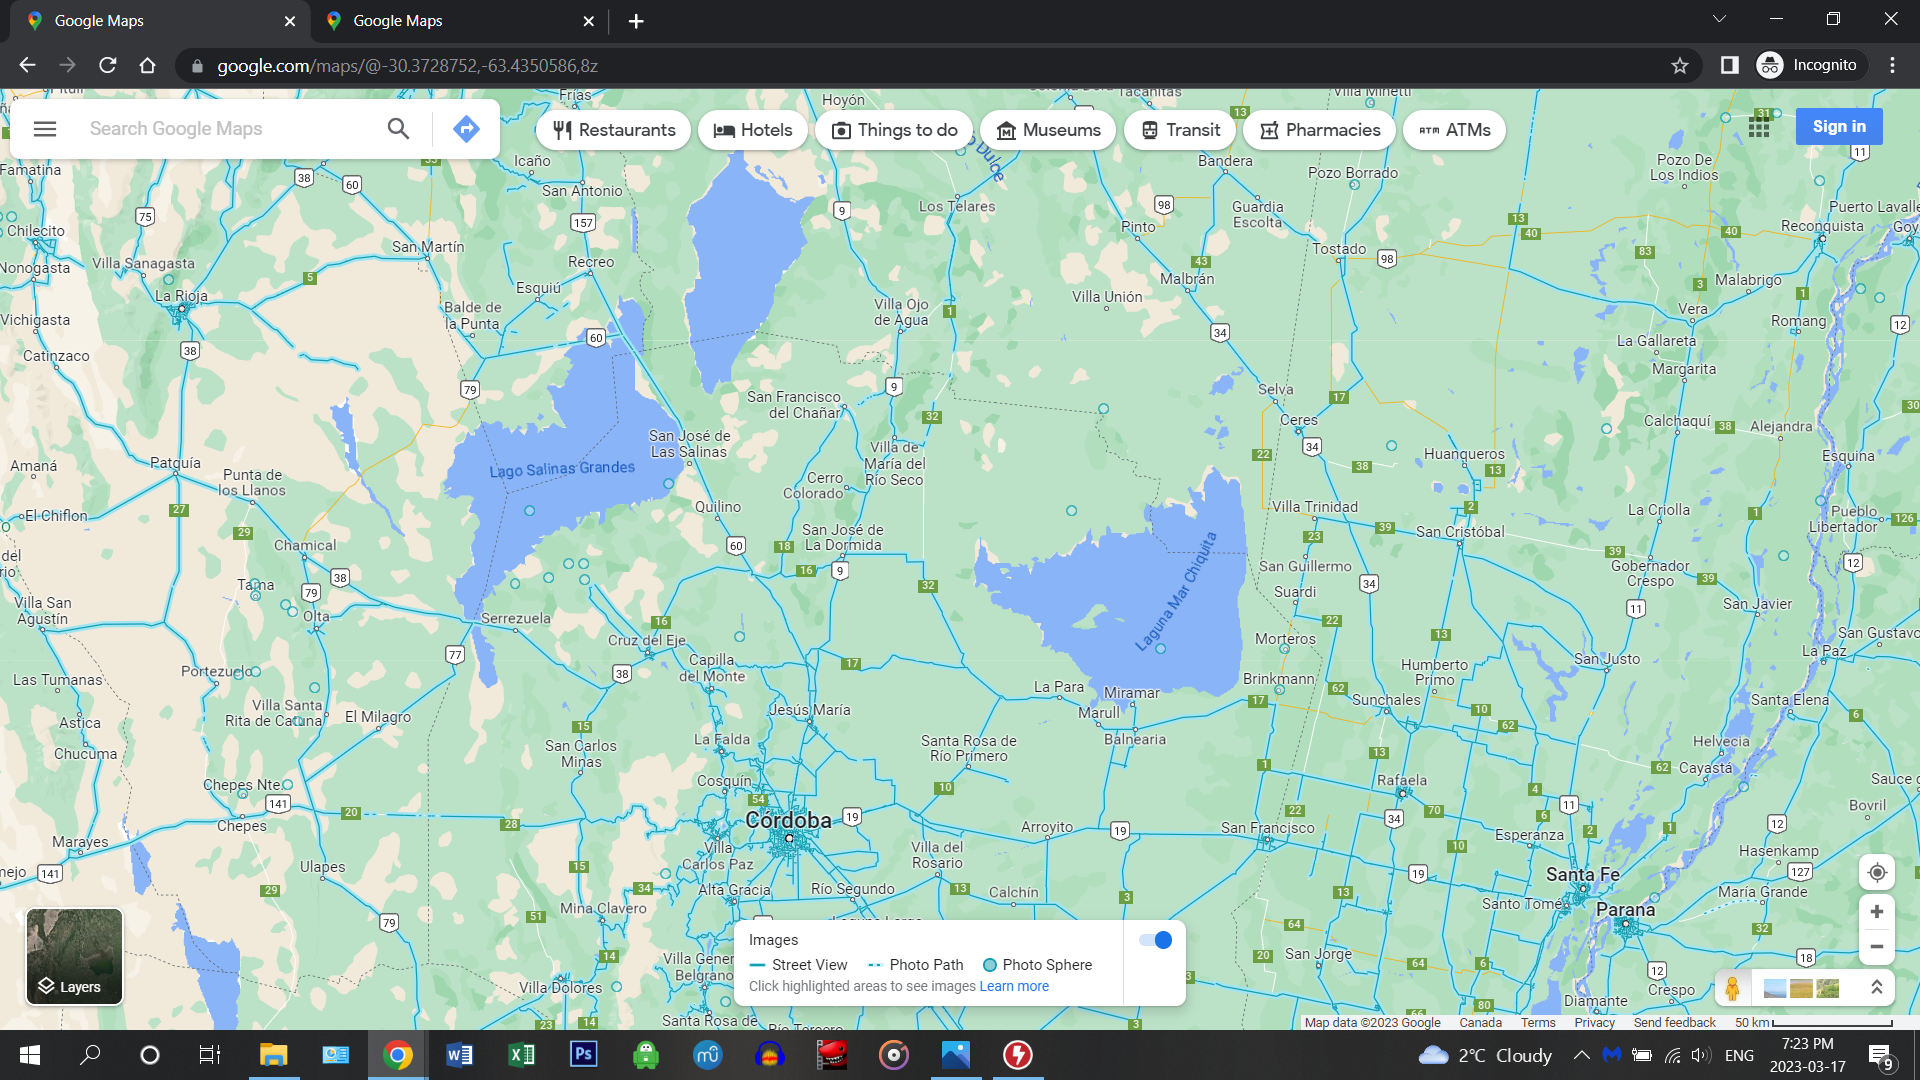 Google Maps
Google Maps
google.com/maps/@-30.3728752,-63.4350586,8z
Incognito
Search Google Maps
Restaurants
Hotels
Things to do
Museums
Transit
Pharmacies
ATMs
Sign in
Frías
Hoyón
Tacañitas
Villa Minetti
Famatina
Icaño
San Antonio
Dulce
Bandera
Pozo Borrado
Pozo De
Los Indios
Los Telares
Guardia
Escolta
Puerto Lavalle
Reconquista
Goy
Chilecito
Nonogasta
Villa Sanagasta
San Martín
Recreo
Pinto
Tostado
La Rioja
Esquiú
Malbrán
Malabrigo
Vichigasta
Balde de
la Punta
Villa Ojo
de Agua
Villa Unión
Vera
Romang
Catinzaco
La Gallareta
Margarita
San Francisco
del Chañar
Selva
Ceres
Calchaquí
Alejandra
San José de
Las Salinas
Villa de
María del
Río Seco
Amaná
Patquía
Punta de
los Llanos
Lago Salinas Grandes
Cerro
Colorado
Huanqueros
Esquina
El Chiflon
Quilino
San José de
La Dormida
Villa Trinidad
San Cristóbal
La Criolla
Pueblo
Libertador
Chamical
Laguna Mar Chiquita
San Guillermo
Suardi
Gobernador
Crespo
Tama
Villa San
Agustín
Olta
Serrezuela
San Javier
Cruz del Eje
Morteros
San Gustavo
Portezuelo
Capilla
del Monte
Humberto
Primo
San Justo
La Paz
Las Tumanas
La Para
Miramar
Brinkmann
Villa Santa
Rita de Catuna
El Milagro
Jesús María
Marull
Sunchales
Santa Elena
Astica
Chucuma
San Carlos
Minas
La Falda
Santa Rosa de
Río Primero
Balnearia
Helvecia
Cayastá
Chepes Nte.
Cosquín
Rafaela
Sauce
Bovril
Chepes
Córdoba
Arroyito
San Francisco
Esperanza
Marayes
Villa
Carlos Paz
Villa del
Rosario
Hasenkamp
Ulapes
Alta Gracia
Río Segundo
Calchín
Santa Fe
María Grande
Mina Clavero
Santo Tomé
Parana
San Jorge
Villa Dolores
Crespo
Diamante
Santa Rosa de
Layers
Images
Street View
Photo Path
Photo Sphere
Click highlighted areas to see images Learn more
Map data ©2023 Google
Canada
Terms
Privacy
Send feedback
50 km
2°C Cloudy
ENG
7:23 PM
2023-03-17
9